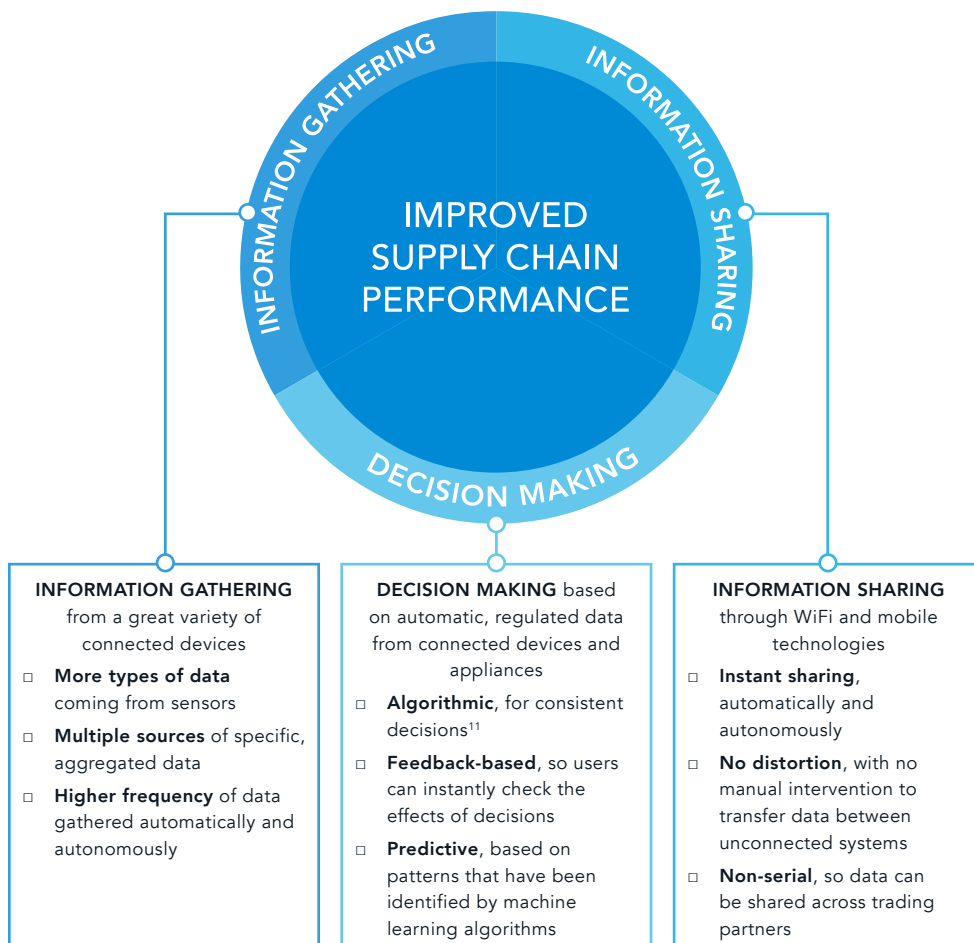 INFORMATION GATHERING
INFORMATION SHARING
IMPROVED
SUPPLY CHAIN
PERFORMANCE
DECISION MAKING
INFORMATION GATHERING
from a great variety of
connected devices
□ More types of data
coming from sensors
□ Multiple sources of specific,
aggregated data
□ Higher frequency of data
gathered automatically and
autonomously
DECISION MAKING based
on automatic, regulated data
from connected devices and
appliances
□ Algorithmic, for consistent
decisions¹¹
□ Feedback-based, so users
can instantly check the
effects of decisions
□ Predictive, based on
patterns that have been
identified by machine
learning algorithms
INFORMATION SHARING
through WiFi and mobile
technologies
□ Instant sharing,
automatically and
autonomously
□ No distortion, with no
manual intervention to
transfer data between
unconnected systems
□ Non-serial, so data can
be shared across trading
partners